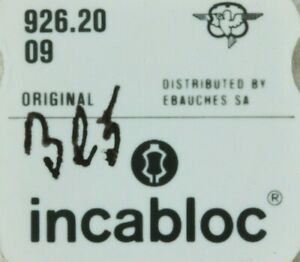 926.20
09
ORIGINAL
DISTRIBUTED BY
EBAUCHES SA
incabloc®